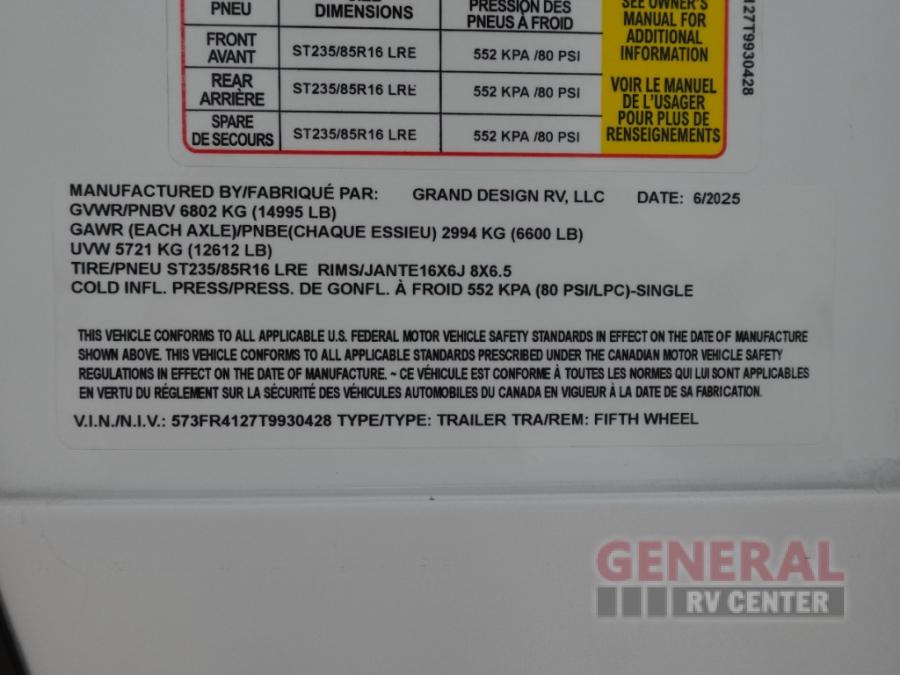 PNEU
DIMENSIONS
PRESSION DES
PNEUS À FROID
SEE OWNER'S
MANUAL FOR
ADDITIONAL
INFORMATION
FRONT
AVANT
ST235/85R16 LRE
552 KPA /80 PSI
REAR
ARRIÈRE
ST235/85R16 LRE
552 KPA /80 PSI
VOIR LE MANUEL
DE L'USAGER
POUR PLUS DE
RENSEIGNEMENTS
SPARE
DE SECOURS
ST235/85R16 LRE
552 KPA /80 PSI
127T9930428
MANUFACTURED BY/FABRIQUÉ PAR: GRAND DESIGN RV, LLC DATE: 6/2025
GVWR/PNBV 6802 KG (14995 LB)
GAWR (EACH AXLE)/PNBE(CHAQUE ESSIEU) 2994 KG (6600 LB)
UVW 5721 KG (12612 LB)
TIRE/PNEU ST235/85R16 LRE RIMS/JANTE16X6J 8X6.5
COLD INFL. PRESS/PRESS. DE GONFL. À FROID 552 KPA (80 PSI/LPC)-SINGLE
THIS VEHICLE CONFORMS TO ALL APPLICABLE U.S. FEDERAL MOTOR VEHICLE SAFETY STANDARDS IN EFFECT ON THE DATE OF MANUFACTURE
SHOWN ABOVE. THIS VEHICLE CONFORMS TO ALL APPLICABLE STANDARDS PRESCRIBED UNDER THE CANADIAN MOTOR VEHICLE SAFETY
REGULATIONS IN EFFECT ON THE DATE OF MANUFACTURE. ~ CE VÉHICULE EST CONFORME À TOUTES LES NORMES QUI LUI SONT APPLICABLES
EN VERTU DU RÉGLEMENT SUR LA SÉCURITÉ DES VÉHICULES AUTOMOBILES DU CANADA EN VIGUEUR À LA DATE DE SA FABRICATION.
V.I.N./N.I.V.: 573FR4127T9930428 TYPE/TYPE: TRAILER TRA/REM: FIFTH WHEEL
GENERAL
RV CENTER